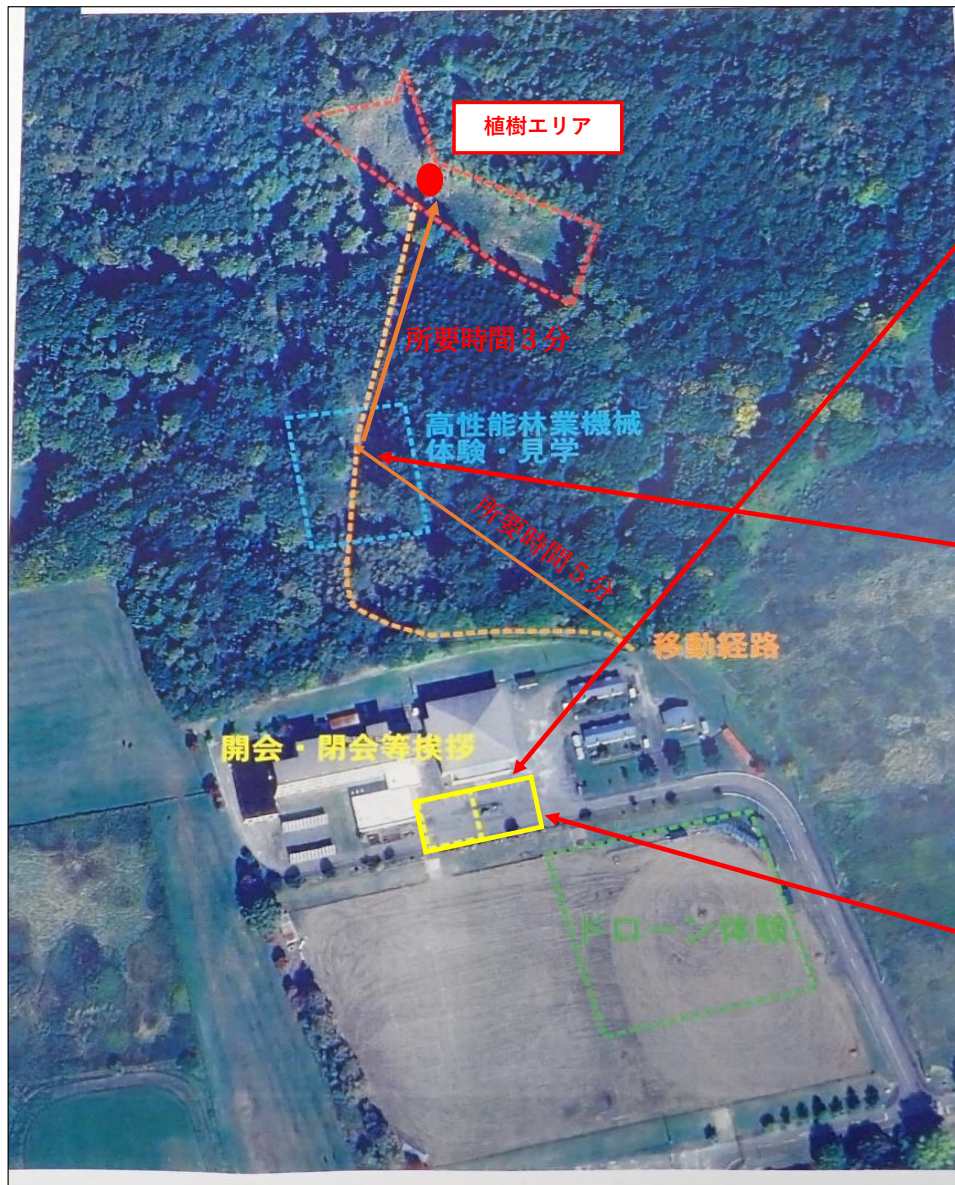 植樹エリア
所要時間３分
高性能林業機械
体験・見学
所要時間５分
移動経路
開会・閉会等挨拶
ドローン体験